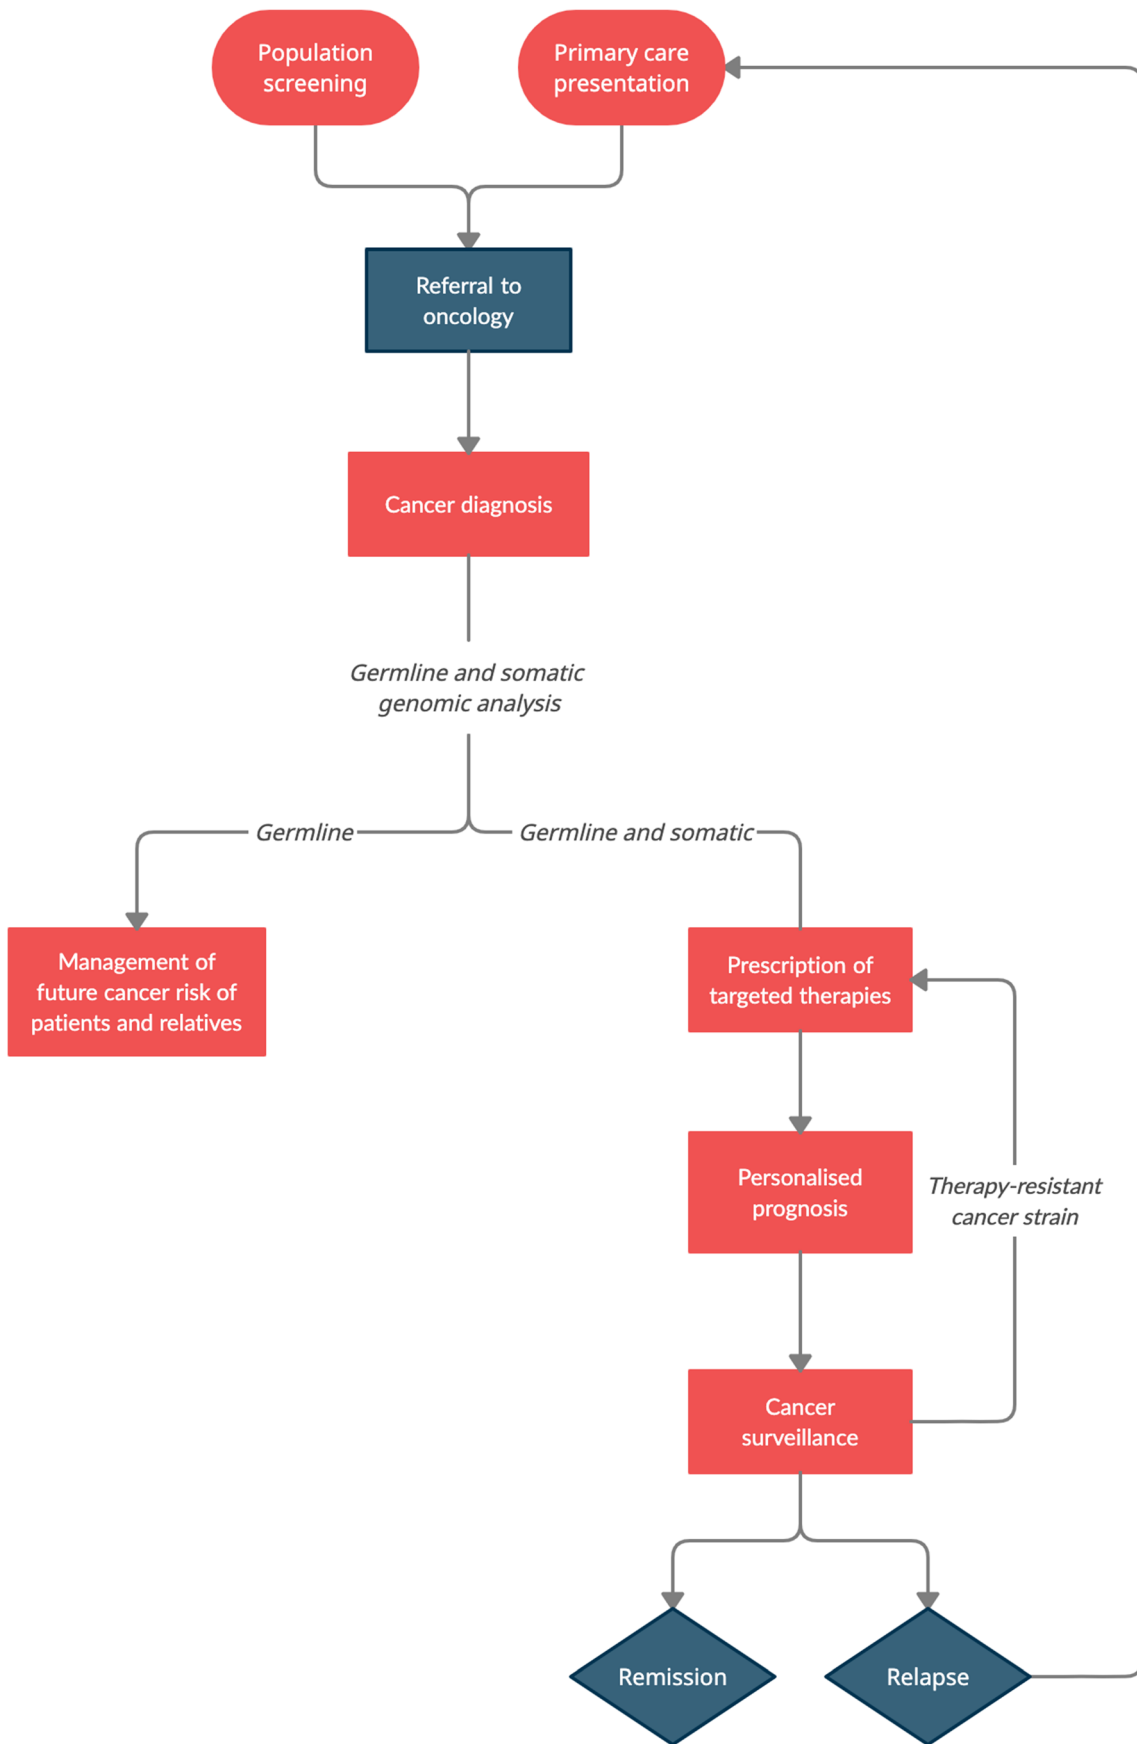 Population
screening
Primary care
presentation
Referral to
oncology
Cancer diagnosis
Germline and somatic
genomic analysis
Germline
Germline and somatic
Management of
future cancer risk of
patients and relatives
Prescription of
targeted therapies
Personalised
prognosis
Therapy-resistant
cancer strain
Cancer
surveillance
Remission
Relapse